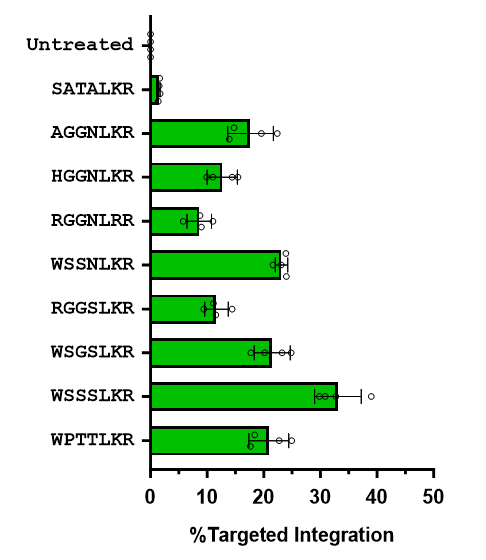 Untreated
SATALKR
AGGNLKR
HGGNLKR
RGGNLRR
WSSNLKR
RGGSLKR
WSGSLKR
WSSSLKR
WPTTLKR
0 10 20 30 40 50
%Targeted Integration